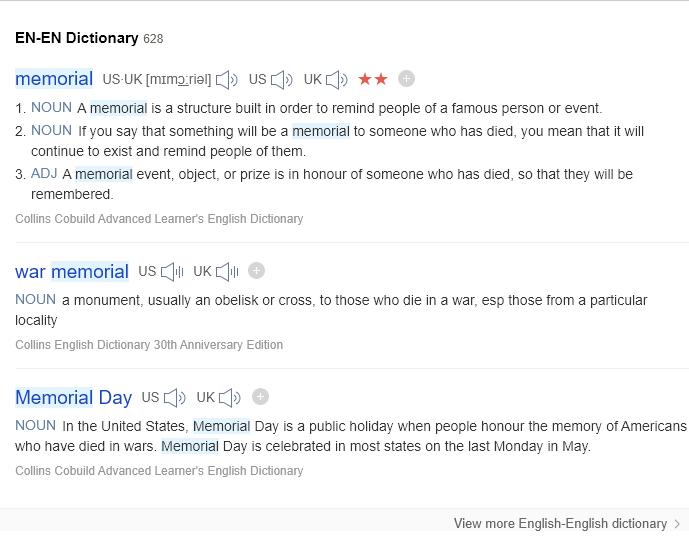 EN-EN Dictionary 628
memorial US·UK [mɪmɔːriəl] US UK ★★
1. NOUN A memorial is a structure built in order to remind people of a famous person or event.
2. NOUN If you say that something will be a memorial to someone who has died, you mean that it will
continue to exist and remind people of them.
3. ADJ A memorial event, object, or prize is in honour of someone who has died, so that they will be
remembered.
Collins Cobuild Advanced Learner's English Dictionary
war memorial US UK
NOUN a monument, usually an obelisk or cross, to those who die in a war, esp those from a particular
locality
Collins English Dictionary 30th Anniversary Edition
Memorial Day US UK
NOUN In the United States, Memorial Day is a public holiday when people honour the memory of Americans
who have died in wars. Memorial Day is celebrated in most states on the last Monday in May.
Collins Cobuild Advanced Learner's English Dictionary
View more English-English dictionary >